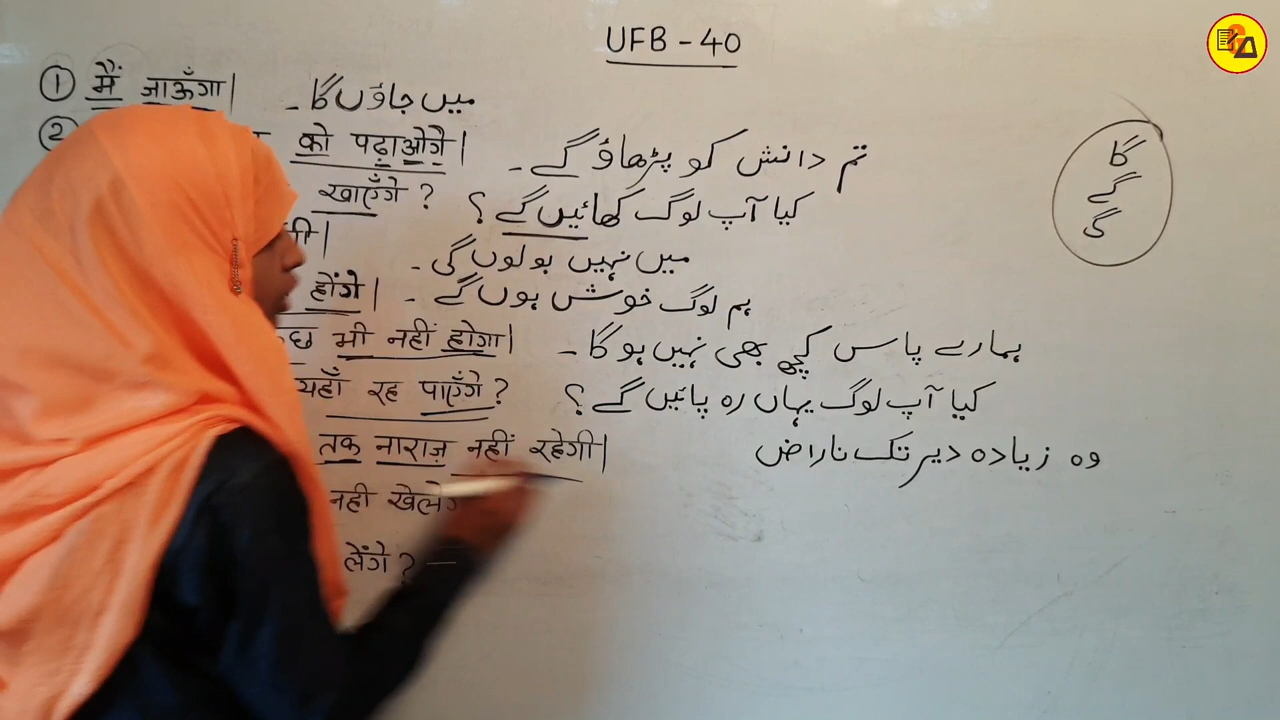 UFB - 40
① मैं जाऊँगा| میں جاؤں گا۔
② को पढ़ाओगे| تم دانش کو پڑھاؤ گے۔
खाएँगे ? کیا آپ لوگ کھائیں گے؟
میں نہیں بولوں گی۔
होंगे| ہم لوگ خوش ہوں گے۔
भी नहीं होगा| ہمارے پاس کچھ بھی نہیں ہوگا۔
यहाँ रह पाएँगे? کیا آپ لوگ یہاں رہ پائیں گے؟
तक नाराज़ नहीं रहेगी| وہ زیادہ دیر تک ناراض
नही खेलेंगे
लेंगे ?
گا
گے
گی